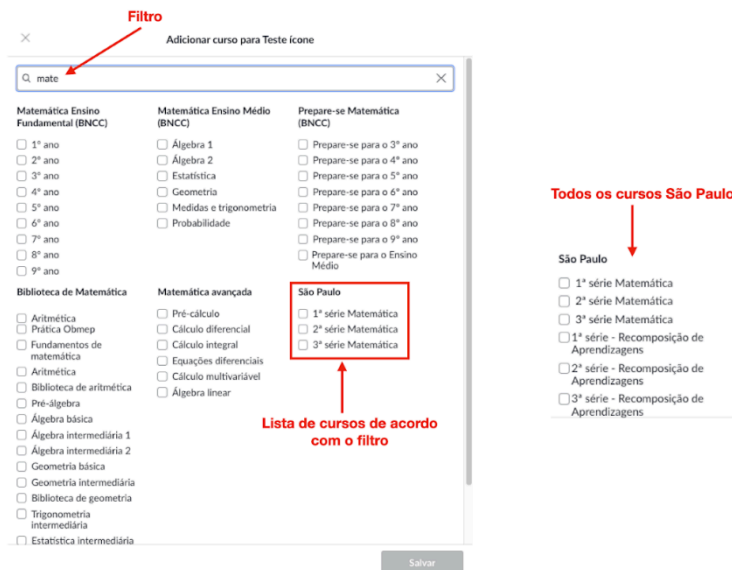 Filtro
Adicionar curso para Teste ícone
mate
Matemática Ensino
Fundamental (BNCC)
1º ano
2º ano
3º ano
4º ano
5º ano
6º ano
7º ano
8º ano
9º ano
Matemática Ensino Médio
(BNCC)
Álgebra 1
Álgebra 2
Estatística
Geometria
Medidas e trigonometria
Probabilidade
Prepare-se Matemática
(BNCC)
Prepare-se para o 3º ano
Prepare-se para o 4º ano
Prepare-se para o 5º ano
Prepare-se para o 6º ano
Prepare-se para o 7º ano
Prepare-se para o 8º ano
Prepare-se para o 9º ano
Prepare-se para o Ensino
Médio
Biblioteca de Matemática
Aritmética
Prática Obmep
Fundamentos de
matemática
Aritmética
Biblioteca de aritmética
Pré-álgebra
Álgebra básica
Álgebra intermediária 1
Álgebra intermediária 2
Geometria básica
Geometria intermediária
Biblioteca de geometria
Trigonometria
intermediária
Estatística intermediária
Matemática avançada
Pré-cálculo
Cálculo diferencial
Cálculo integral
Equações diferenciais
Cálculo multivariável
Álgebra linear
São Paulo
1ª série Matemática
2ª série Matemática
3ª série Matemática
Lista de cursos de acordo
com o filtro
Salvar
Todos os cursos São Paulo
São Paulo
1ª série Matemática
2ª série Matemática
3ª série Matemática
1ª série - Recomposição de
Aprendizagens
2ª série - Recomposição de
Aprendizagens
3ª série - Recomposição de
Aprendizagens